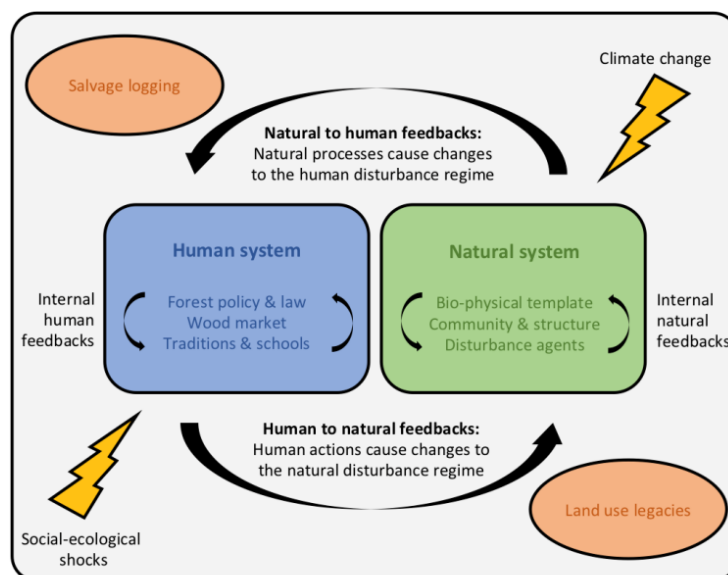 Salvage logging
Climate change
Natural to human feedbacks:
Natural processes cause changes
to the human disturbance regime
Human system
Forest policy & law
Wood market
Traditions & schools
Natural system
Bio-physical template
Community & structure
Disturbance agents
Internal
human
feedbacks
Internal
natural
feedbacks
Human to natural feedbacks:
Human actions cause changes to
the natural disturbance regime
Social-ecological
shocks
Land use legacies